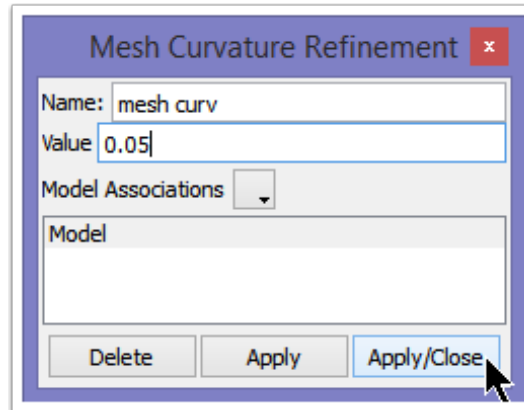 Mesh Curvature Refinement x
Name: mesh curv
Value 0.05
Model Associations
Model
Delete Apply Apply/Close